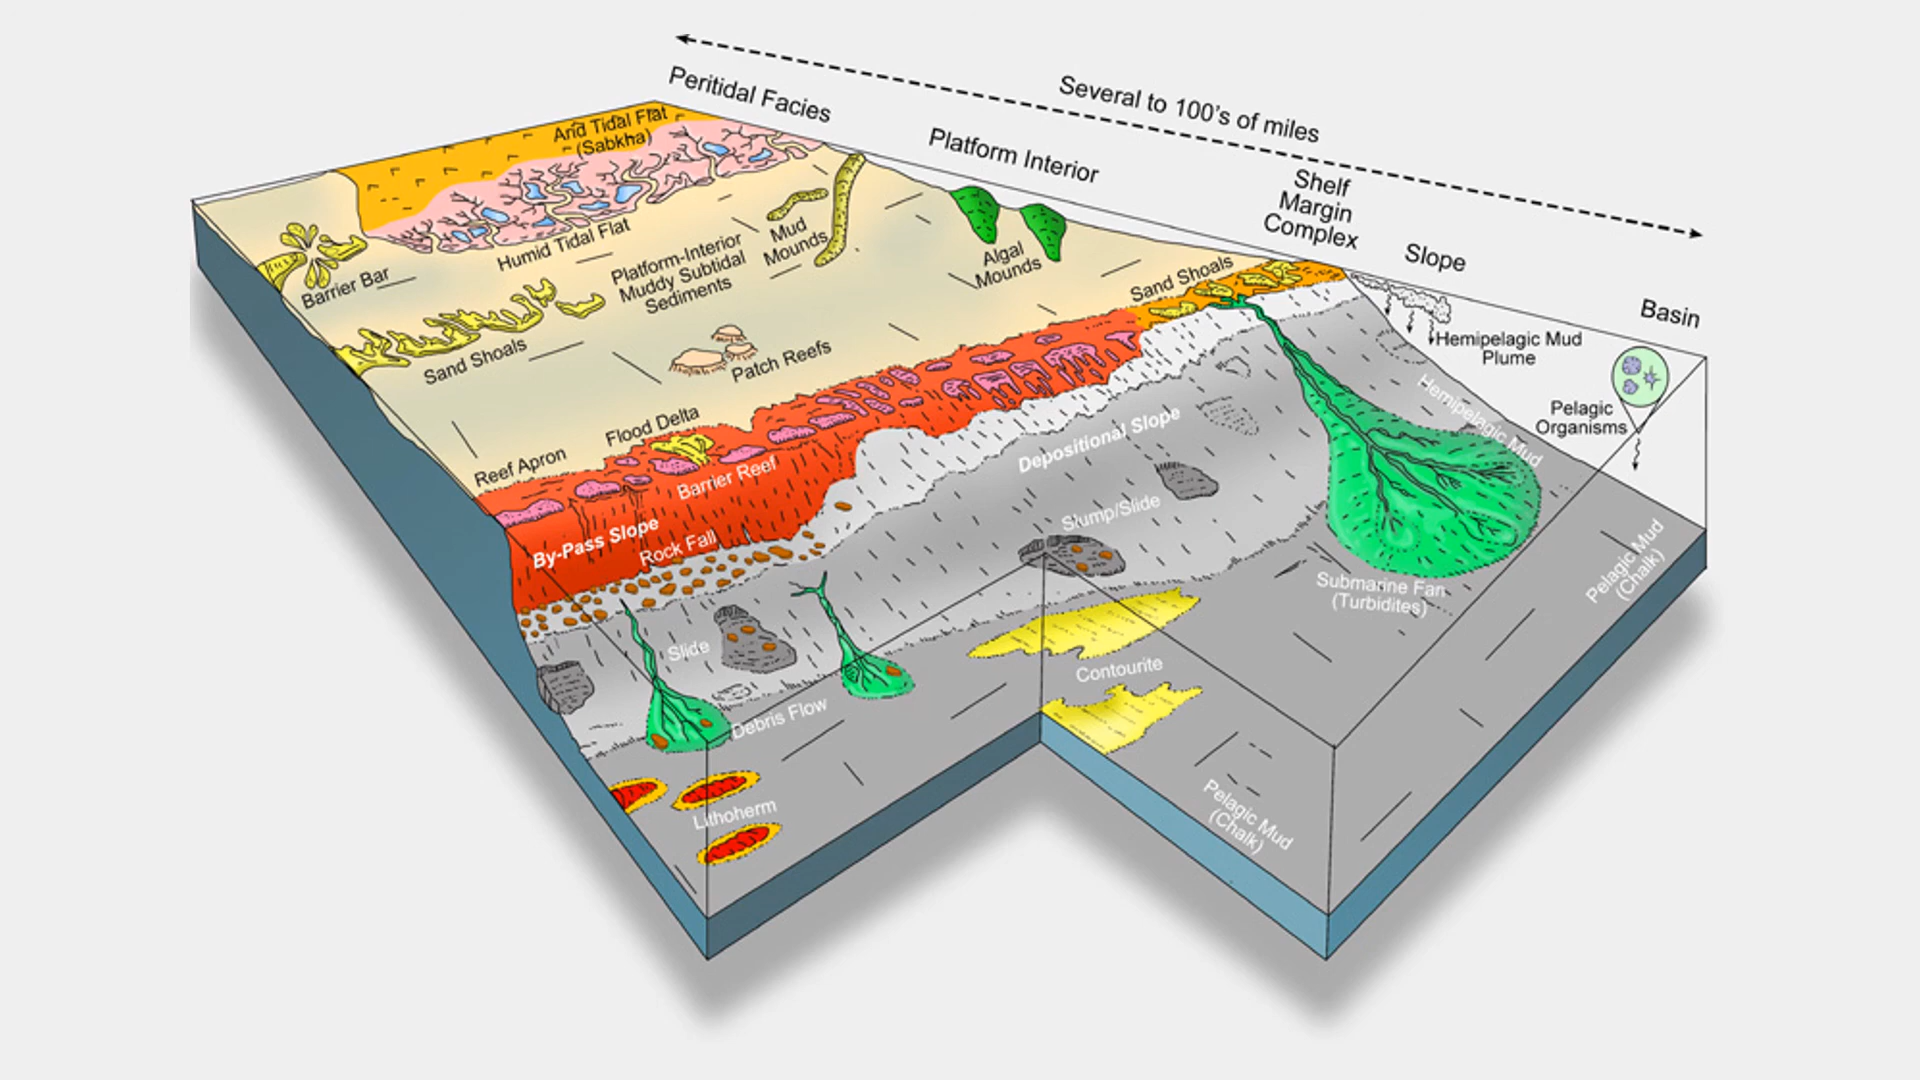 Several to 100's of miles
Peritidal Facies
Platform Interior
Shelf
Margin
Complex
Slope
Basin
Arid Tidal Flat
(Sabkha)
Humid Tidal Flat
Barrier Bar
Platform-Interior
Muddy Subtidal
Sediments
Mud
Mounds
Algal
Mounds
Sand Shoals
Sand Shoals
Patch Reefs
Hemipelagic Mud
Plume
Pelagic
Organisms
Hemipelagic Mud
Flood Delta
Reef Apron
Barrier Reef
By-Pass Slope
Rock Fall
Depositional Slope
Slump/Slide
Submarine Fan
(Turbidites)
Pelagic Mud
(Chalk)
Slide
Debris Flow
Contourite
Lithoherm
Pelagic Mud
(Chalk)